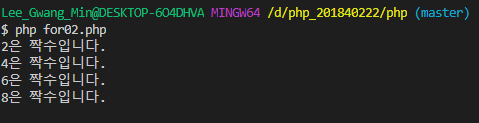 Lee_Gwang_Min@DESKTOP-6O4DHVA MINGW64 /d/php_201840222/php (master)
$ php for02.php
2은 짝수입니다.
4은 짝수입니다.
6은 짝수입니다.
8은 짝수입니다.